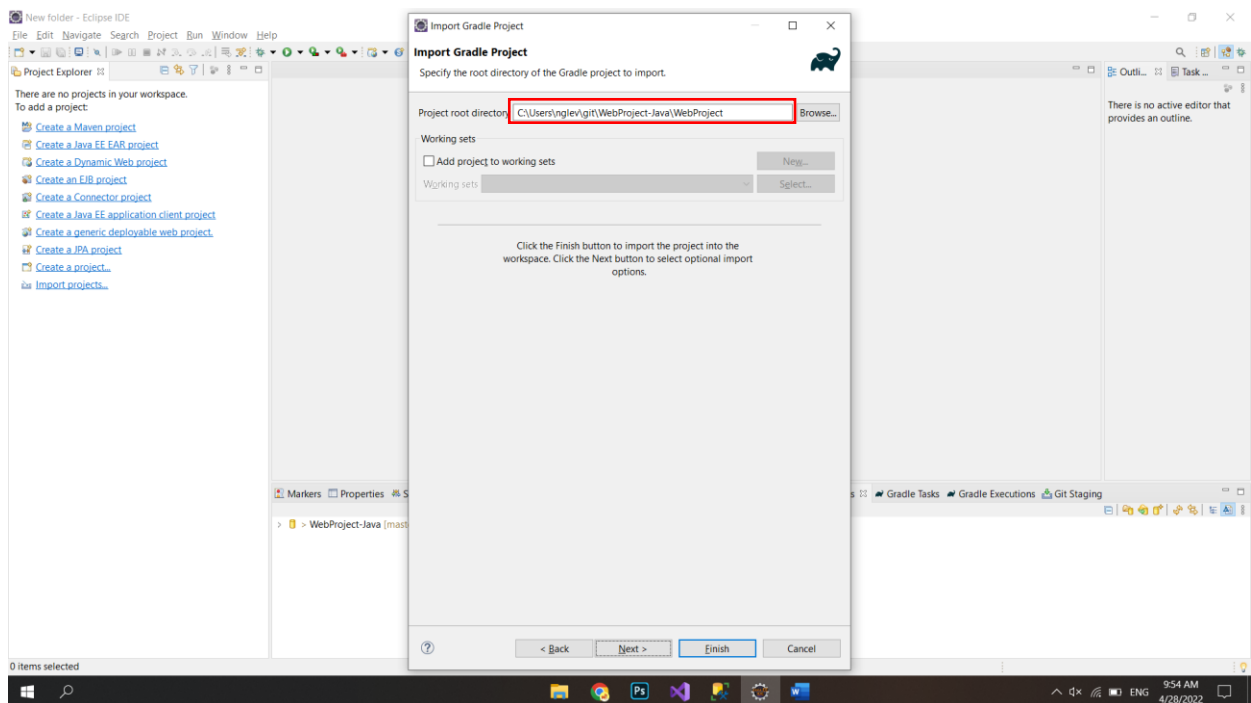 New folder - Eclipse IDE
File Edit Navigate Search Project Run Window Help
Project Explorer
There are no projects in your workspace.
To add a project:
Create a Maven project
Create a Java EE EAR project
Create a Dynamic Web project
Create an EJB project
Create a Connector project
Create a Java EE application client project
Create a generic deployable web project.
Create a JPA project
Create a project...
Import projects...
Import Gradle Project
Import Gradle Project
Specify the root directory of the Gradle project to import.
Project root directory C:\Users\nglev\git\WebProject-Java\WebProject Browse...
Working sets
Add project to working sets New...
Working sets Select...
Click the Finish button to import the project into the
workspace. Click the Next button to select optional import
options.
< Back Next > Finish Cancel
Outli... Task ...
There is no active editor that
provides an outline.
Markers Properties S
s Gradle Tasks Gradle Executions Git Staging
> > WebProject-Java [mast
0 items selected
Ps
W
ENG 9:54 AM
4/28/2022